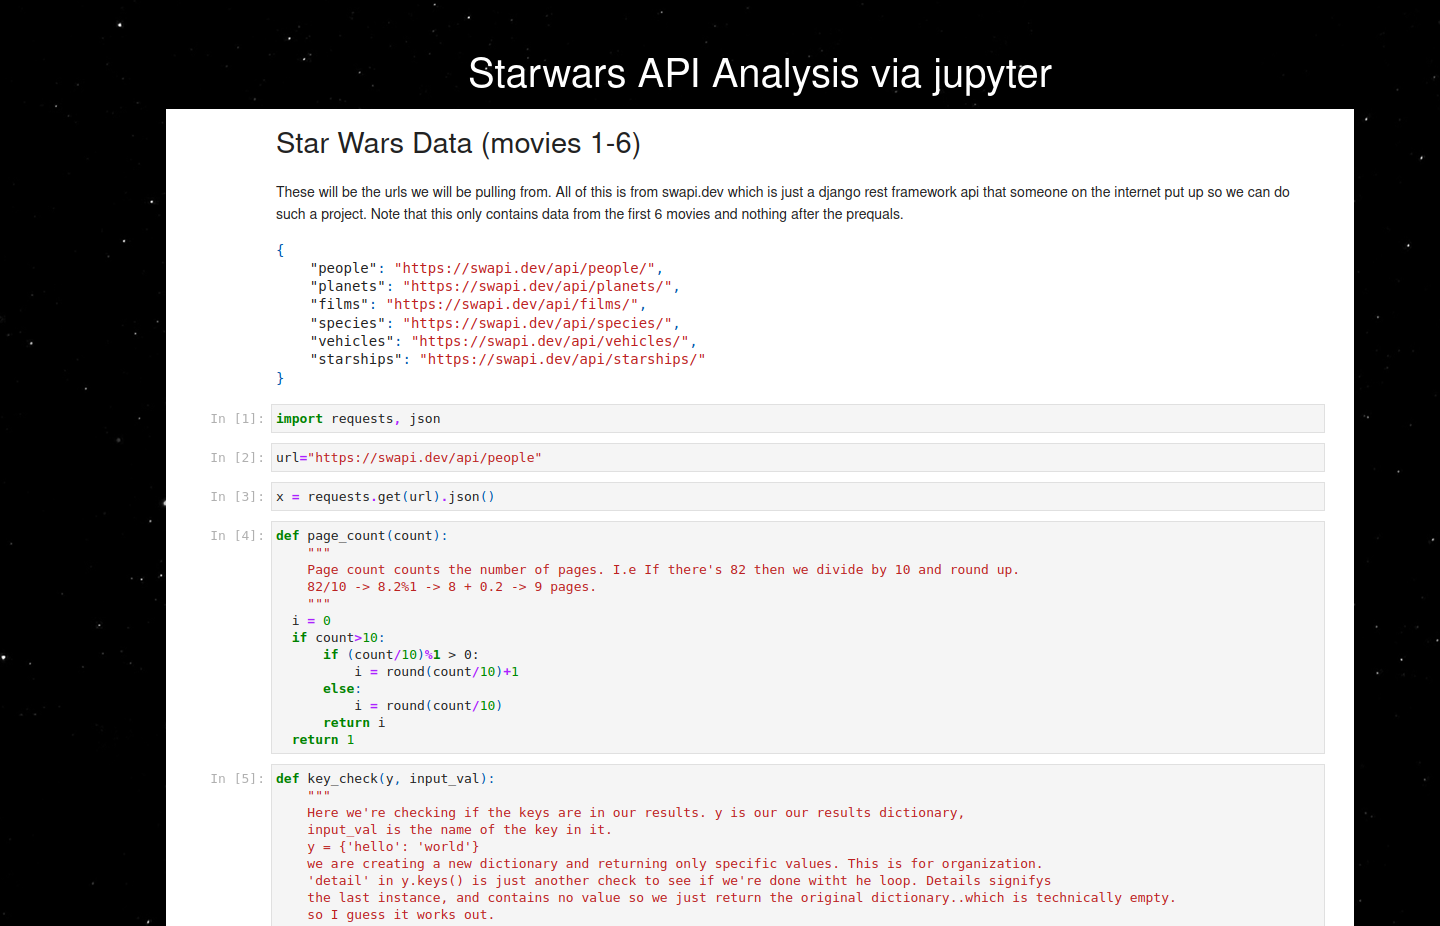 Starwars API Analysis via jupyter
Star Wars Data (movies 1-6)
These will be the urls we will be pulling from. All of this is from swapi.dev which is just a django rest framework api that someone on the internet put up so we can do
such a project. Note that this only contains data from the first 6 movies and nothing after the prequals.
{
    "people": "https://swapi.dev/api/people/",
    "planets": "https://swapi.dev/api/planets/",
    "films": "https://swapi.dev/api/films/",
    "species": "https://swapi.dev/api/species/",
    "vehicles": "https://swapi.dev/api/vehicles/",
    "starships": "https://swapi.dev/api/starships/"
}
In [1]: import requests, json
In [2]: url="https://swapi.dev/api/people"
In [3]: x = requests.get(url).json()
In [4]: def page_count(count):
    """
    Page count counts the number of pages. I.e If there's 82 then we divide by 10 and round up.
    82/10 -> 8.2%1 -> 8 + 0.2 -> 9 pages.
    """
  i = 0
  if count>10:
      if (count/10)%1 > 0:
          i = round(count/10)+1
      else:
          i = round(count/10)
      return i
  return 1
In [5]: def key_check(y, input_val):
    """
    Here we're checking if the keys are in our results. y is our our results dictionary,
    input_val is the name of the key in it.
    y = {'hello': 'world'}
    we are creating a new dictionary and returning only specific values. This is for organization.
    'detail' in y.keys() is just another check to see if we're done witht he loop. Details signifys
    the last instance, and contains no value so we just return the original dictionary..which is technically empty.
    so I guess it works out.